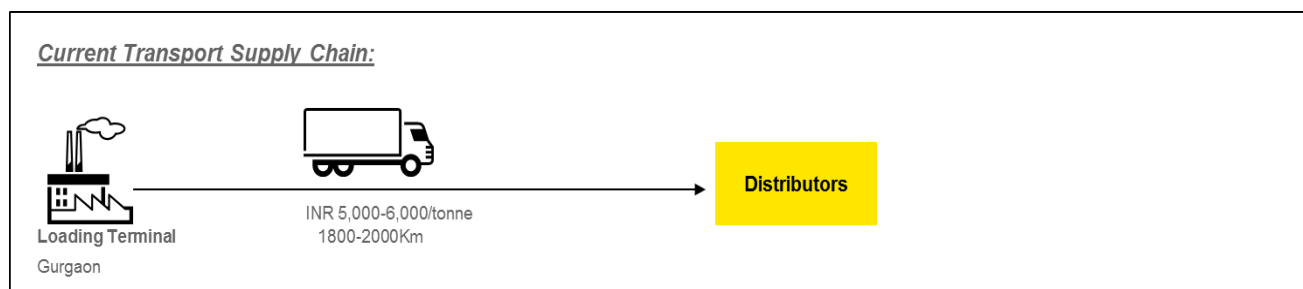 Current Transport Supply Chain:
Distributors
INR 5,000-6,000/tonne
1800-2000Km
Loading Terminal
Gurgaon